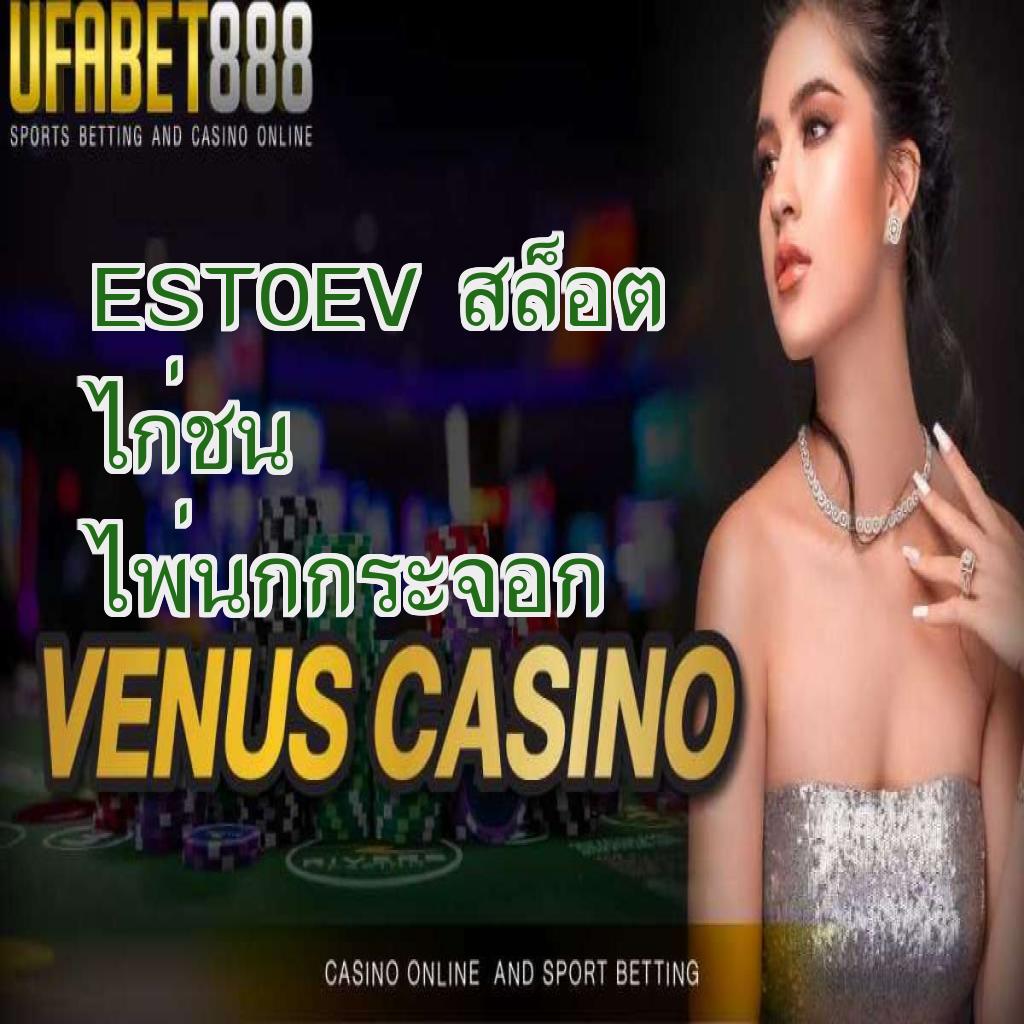 UFABET888
SPORTS BETTING AND CASINO ONLINE
ESTOEV สล็อต
ไก่ชน
ไพ่นกกระจอก
VENUS CASINO
CASINO ONLINE AND SPORT BETTING